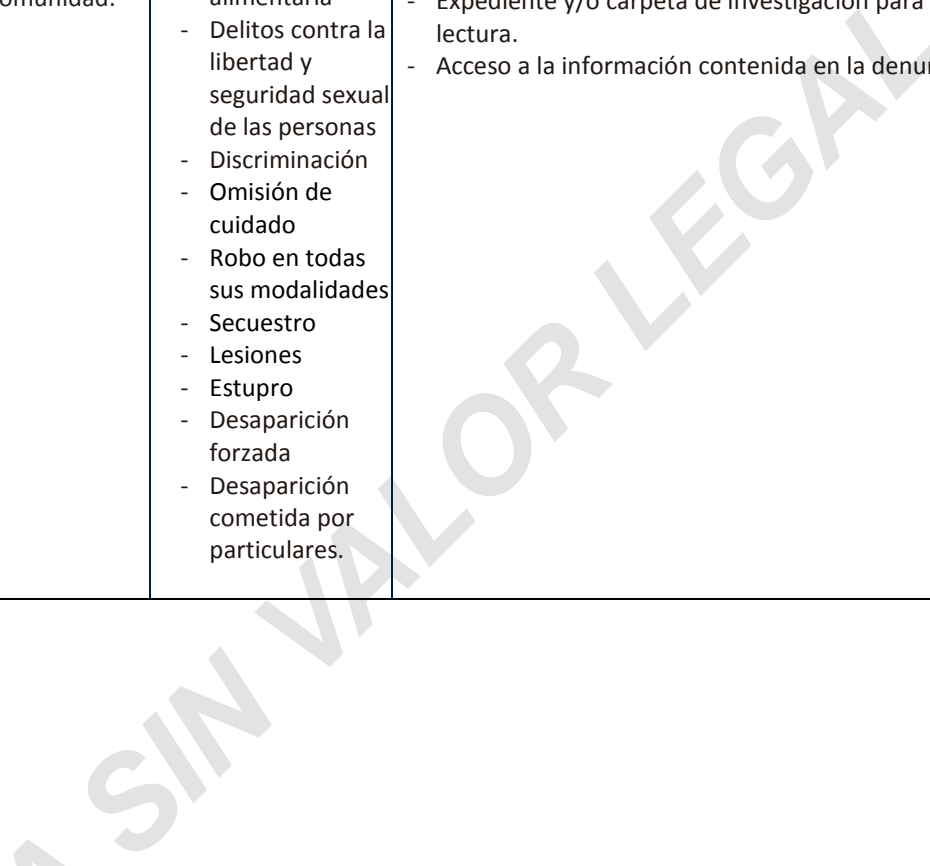 alimentaria
- Delitos contra la
libertad y
seguridad sexual
de las personas
- Discriminación
- Omisión de
cuidado
- Robo en todas
sus modalidades
- Secuestro
- Lesiones
- Estupro
- Desaparición
forzada
- Desaparición
cometida por
particulares.
- Expediente y/o carpeta de investigación para
lectura.
- Acceso a la información contenida en la
SIN VALOR LEGAL